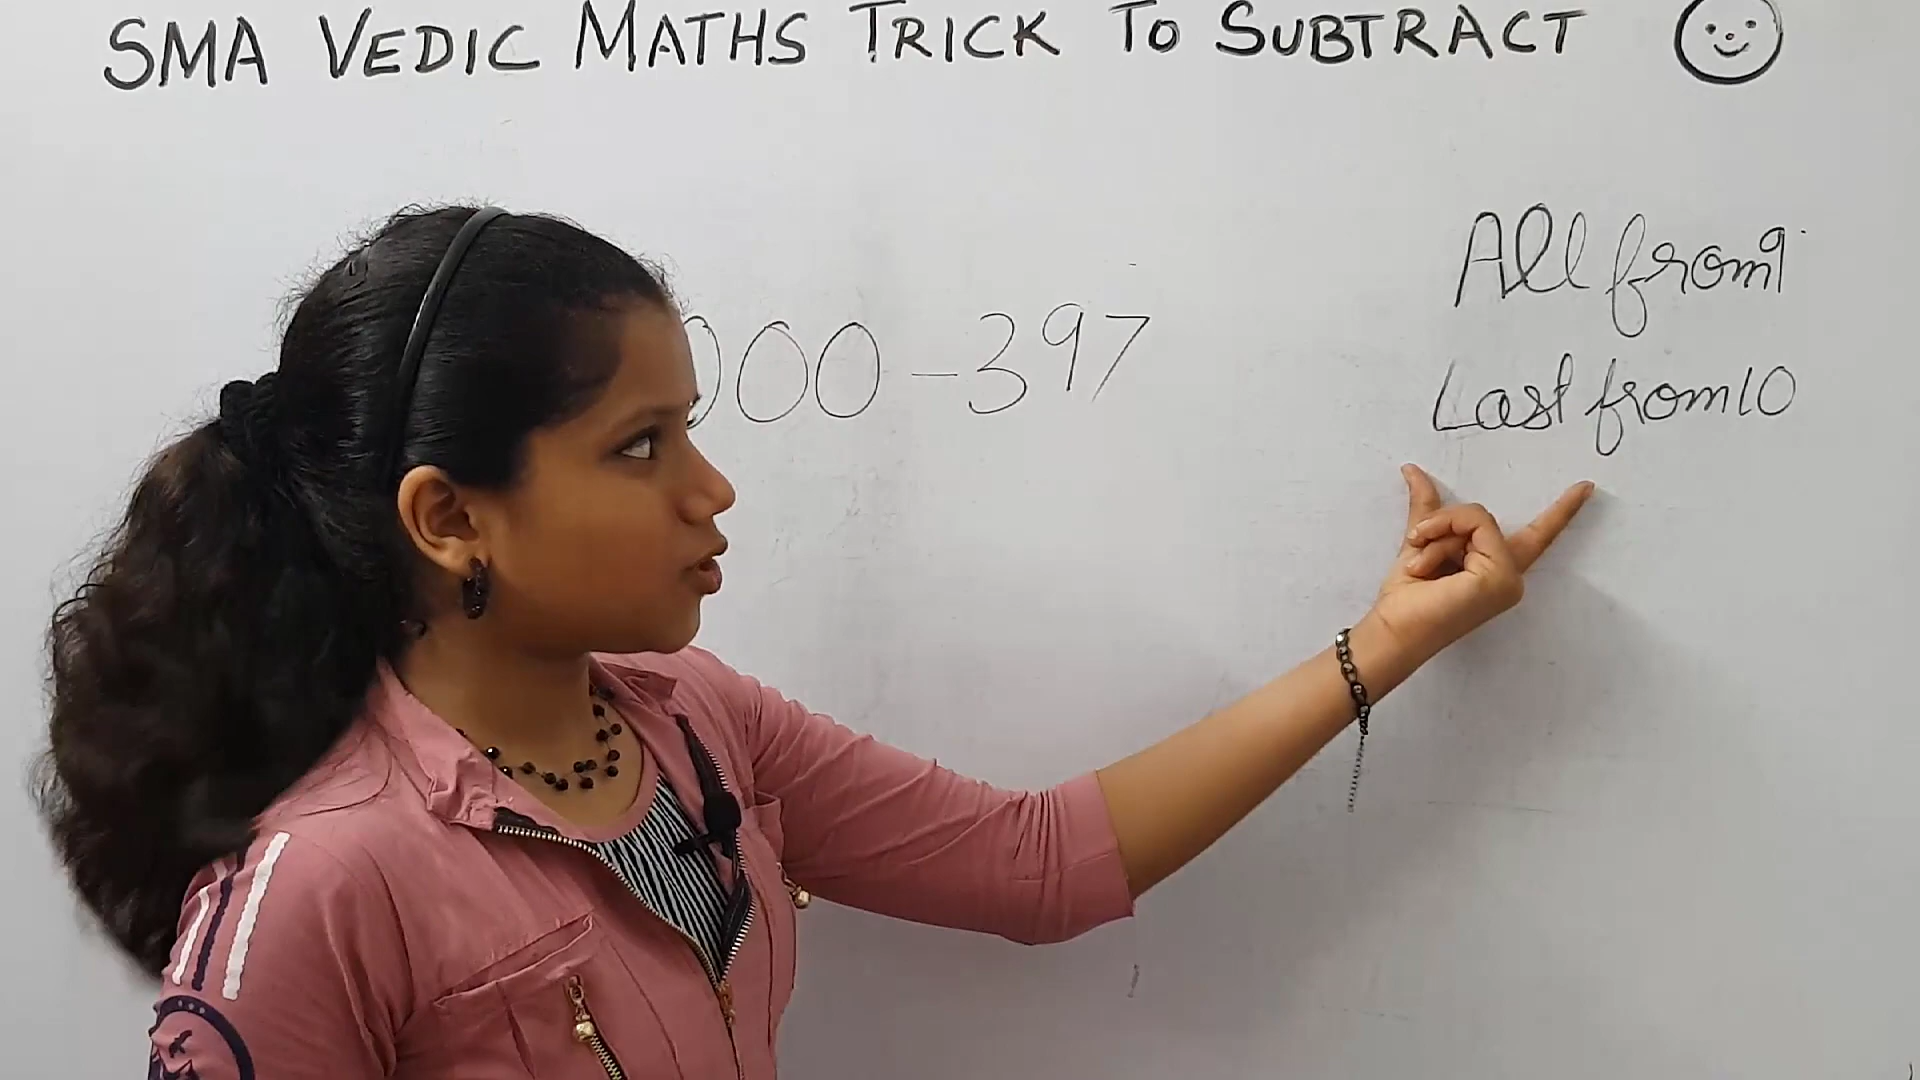 SMA VEDIC MATHS TRICK TO SUBTRACT
000-397
All from 9
Last from 10